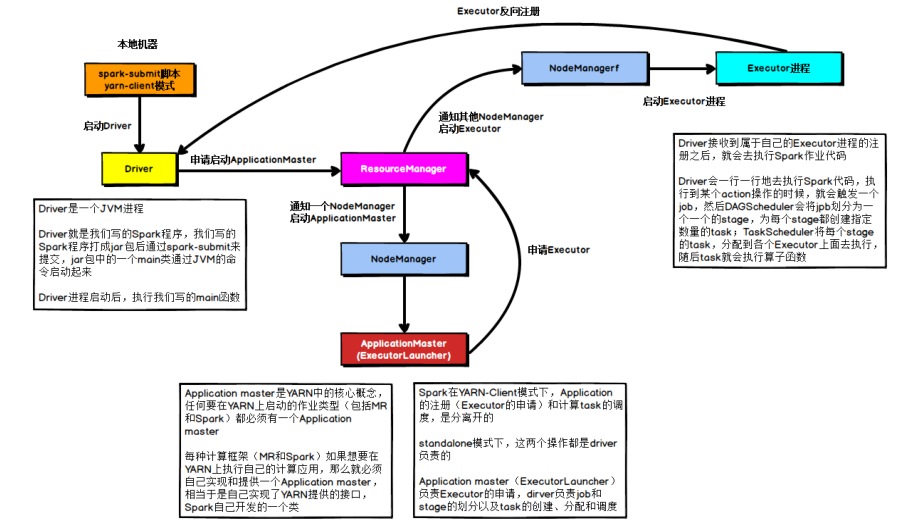 Executor反向注册
本地机器
spark-submit脚本
yarn-client模式
NodeManagerf
Executor进程
启动Executor进程
启动Driver
通知其他NodeManager
启动Executor
Driver
申请启动ApplicationMaster
ResourceManager
Driver接收到属于自己的Executor进程的注
册之后，就会去执行Spark作业代码
Driver会一行一行地去执行Spark代码，执
行到某个action操作的时候，就会触发一个
job，然后DAGScheduler会将jpb划分为一
个一个的stage，为每个stage都创建指定
数量的task；TaskScheduler将每个stage
的task，分配到各个Executor上面去执行，
随后task就会执行算子函数
Driver是一个JVM进程
Driver就是我们写的Spark程序，我们写的
Spark程序打成jar包后通过spark-submit来
提交，jar包中的一个main类通过JVM的命
令启动起来
Driver进程启动后，执行我们写的main函数
通知一个NodeManager
启动ApplicationMaster
NodeManager
申请Executor
ApplicationMaster
(ExecutorLauncher)
Application master是YARN中的核心概念，
任何要在YARN上启动的作业类型（包括MR
和Spark）都必须有一个Application
master
每种计算框架（MR和Spark）如果想要在
YARN上执行自己的计算应用，那么就必须
自己实现和提供一个Application master，
相当于是自己实现了YARN提供的接口，
Spark自己开发的一个类
Spark在YARN-Client模式下，Application
的注册（Executor的申请）和计算task的调
度，是分离开的
standalone模式下，这两个操作都是driver
负责的
Application master（ExecutorLauncher）
负责Executor的申请，dirver负责job和
stage的划分以及task的创建、分配和调度